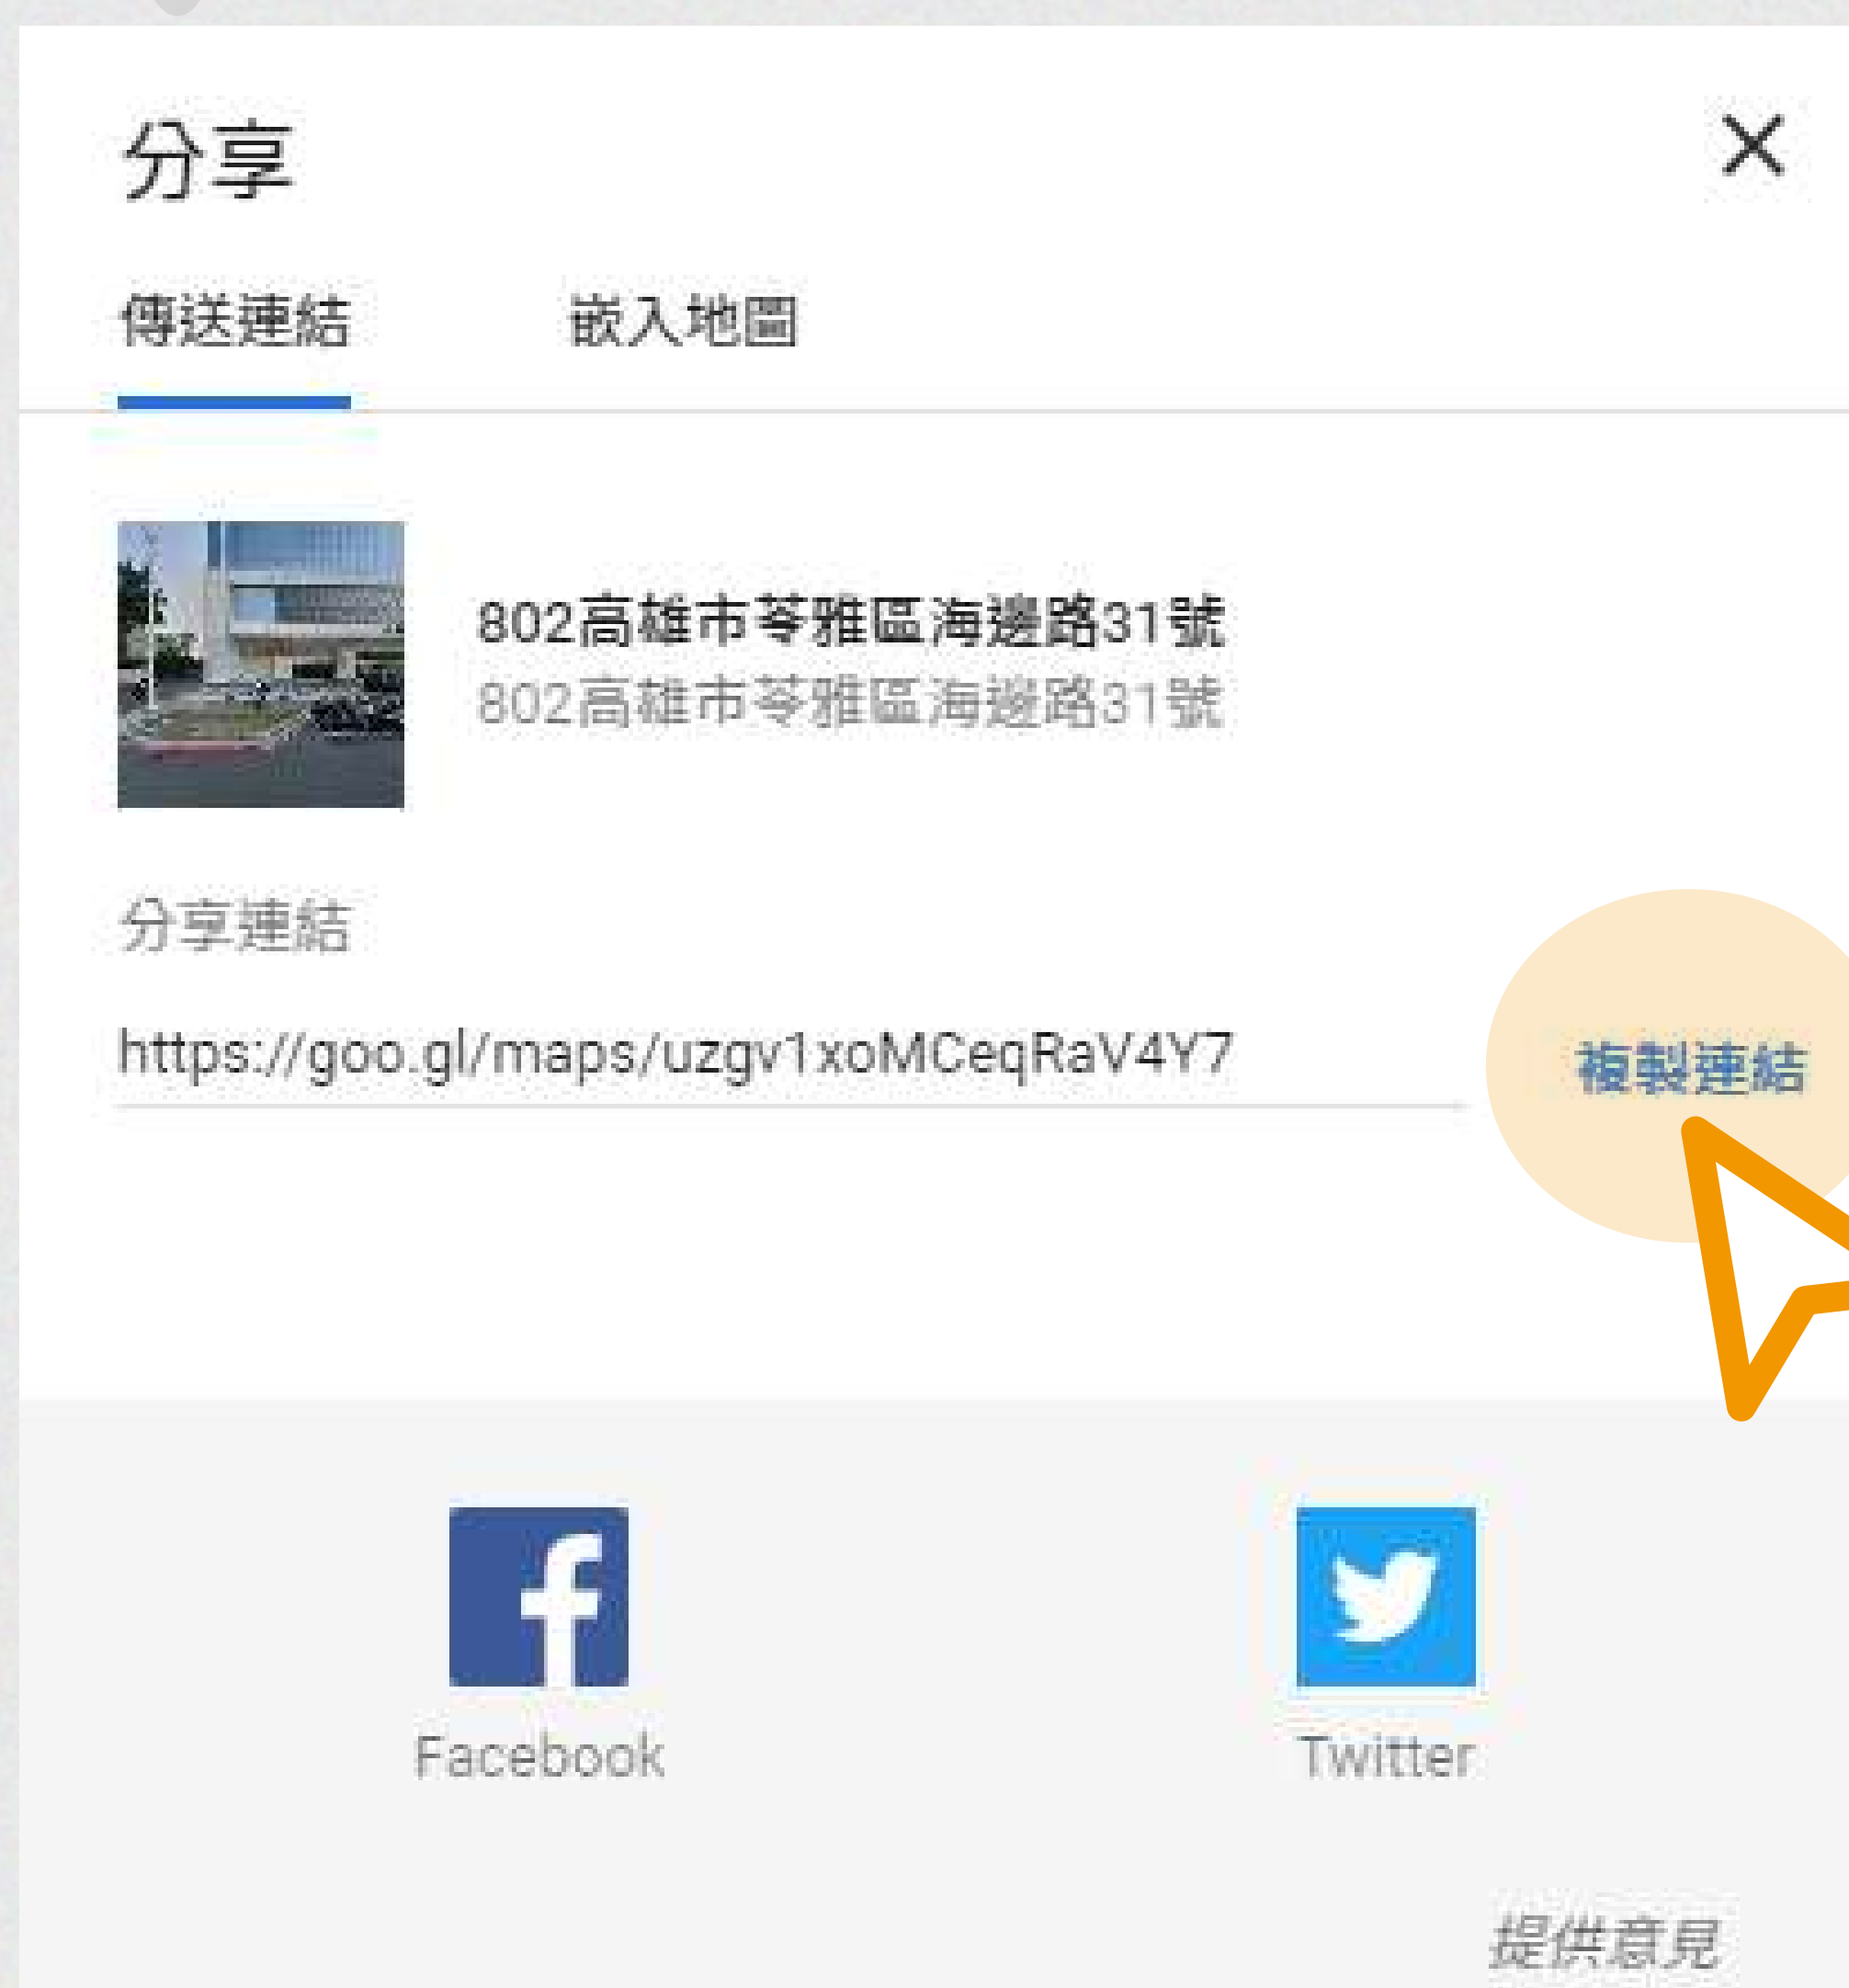 分享
傳送連結
嵌入地圖
802高雄市苓雅區海邊路31號
802高雄市苓雅區海邊路31號
分享連結
https://goo.gl/maps/uzgv1xoMCeqRaV4Y7
複製連結
Facebook
Twitter
提供意見